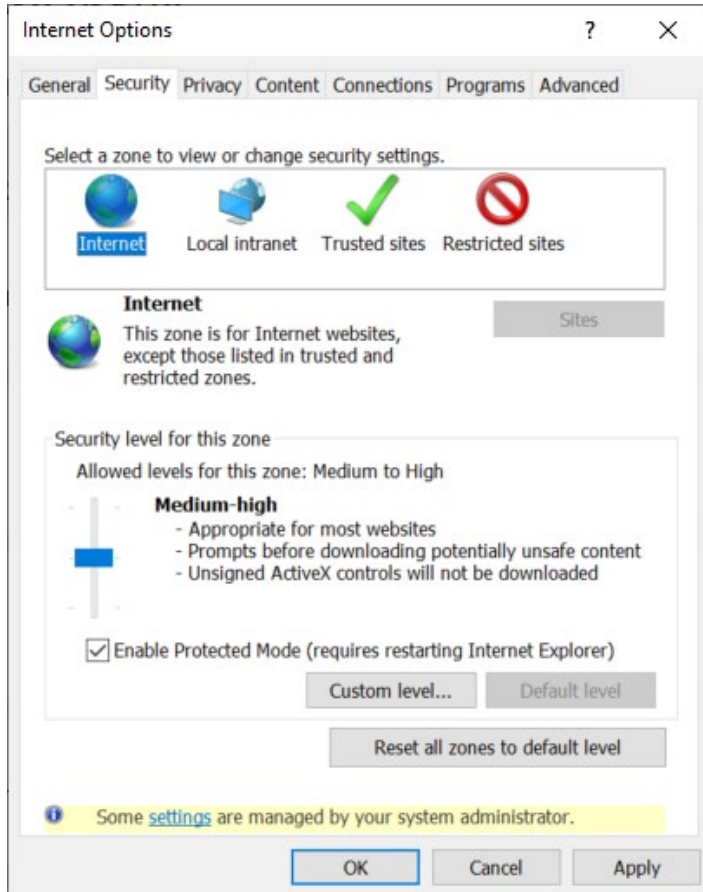 Internet Options
?
General Security Privacy Content Connections Programs Advanced
Select a zone to view or change security settings.
Internet Local intranet Trusted sites Restricted sites
Internet
Sites
This zone is for Internet websites,
except those listed in trusted and
restricted zones.
Security level for this zone
Allowed levels for this zone: Medium to High
Medium-high
- Appropriate for most websites
- Prompts before downloading potentially unsafe content
- Unsigned ActiveX controls will not be downloaded
Enable Protected Mode (requires restarting Internet Explorer)
Custom level... Default level
Reset all zones to default level
Some settings are managed by your system administrator.
OK Cancel Apply